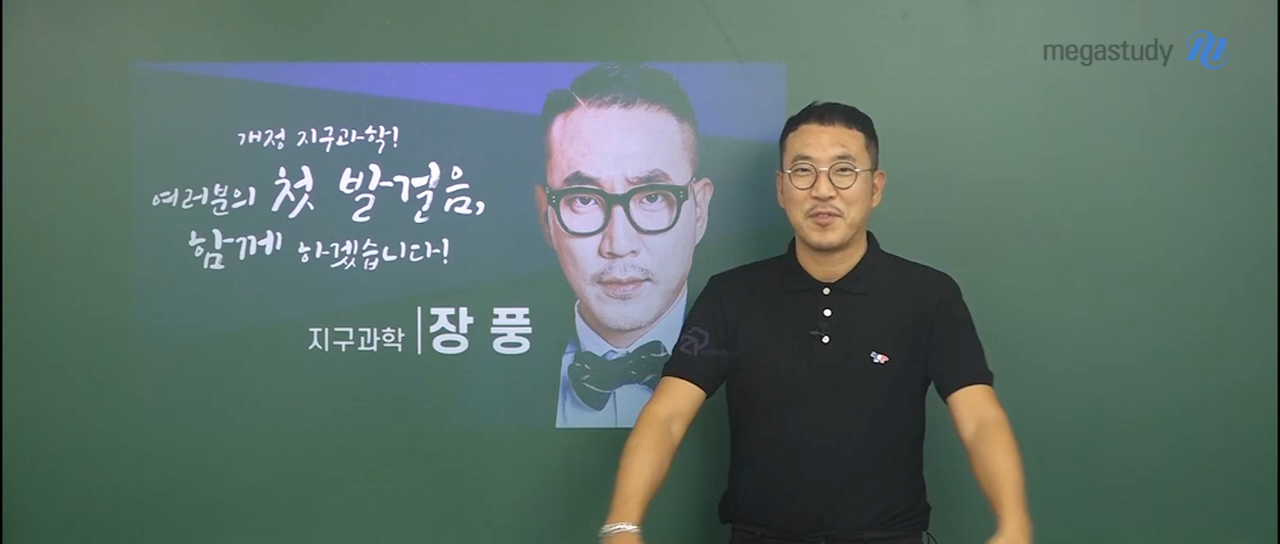 megastudy
개정 지구과학!
여러분의 첫 발걸음,
함께 하겠습니다!
지구과학 | 장 풍